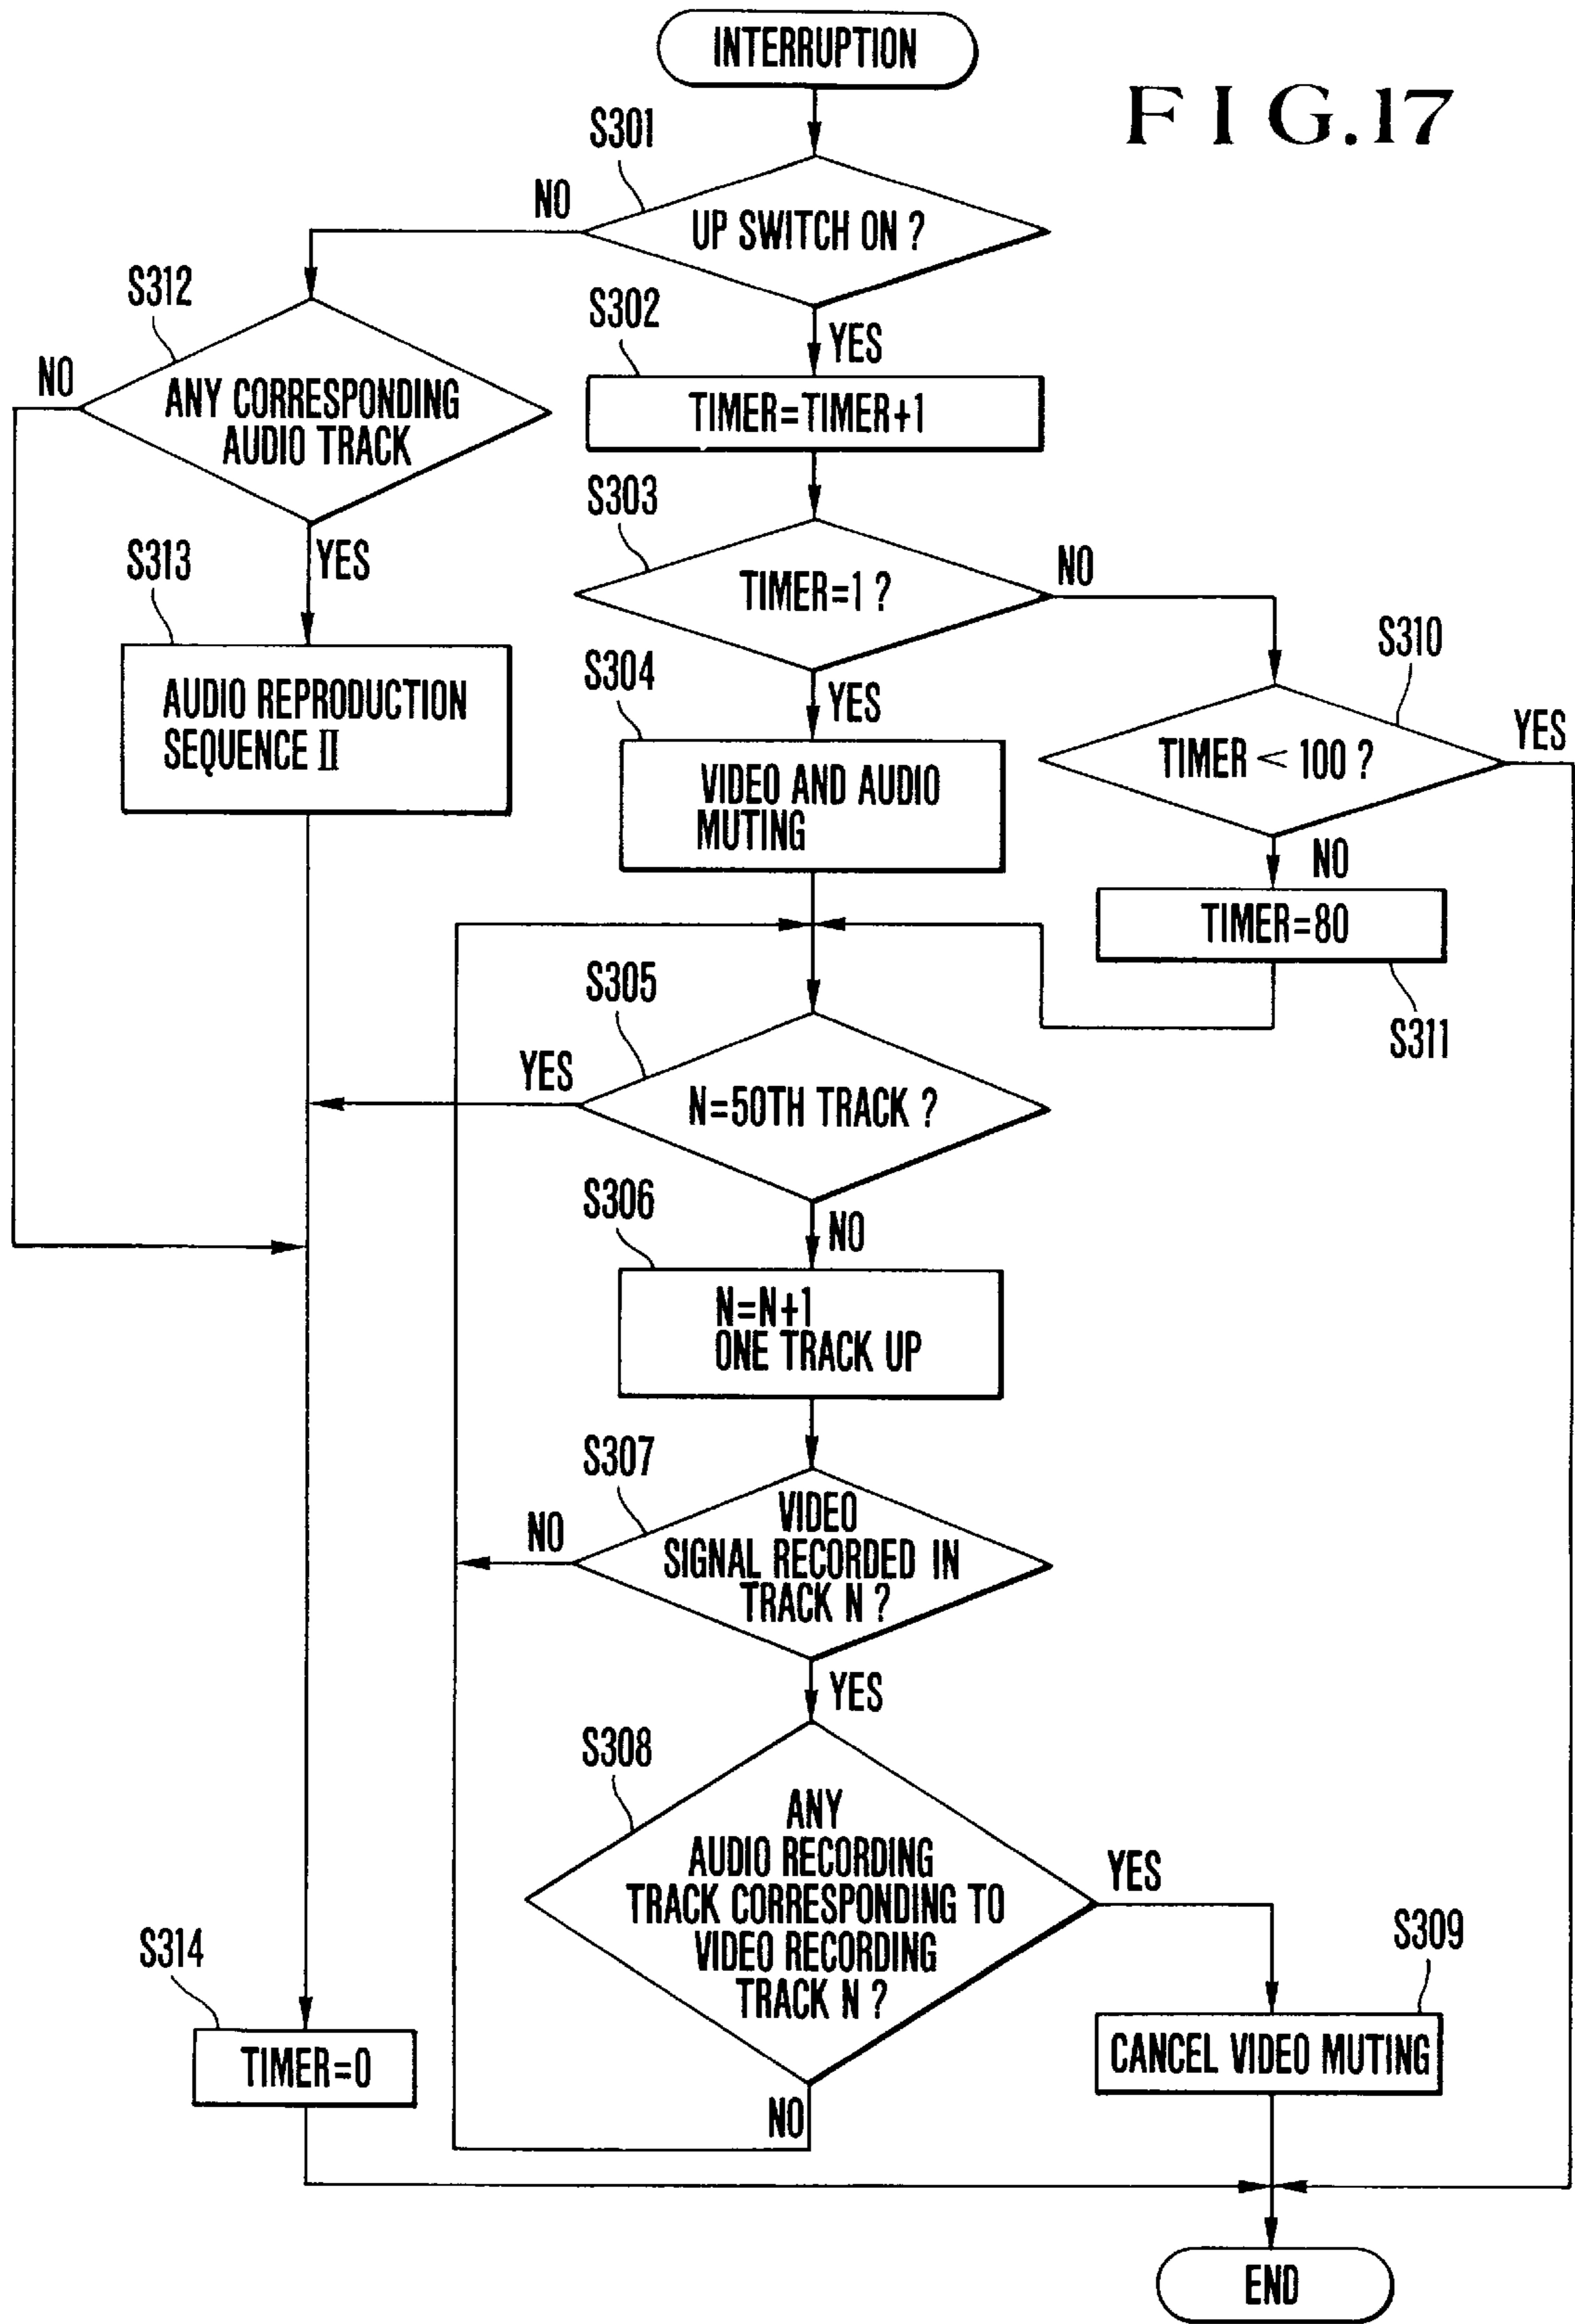 INTERRUPTION
FIG.17
S301
NO
UP SWITCH ON ?
S312
S302
YES
NO
ANY CORRESPONDING
AUDIO TRACK
TIMER=TIMER+1
S303
S313
YES
TIMER=1 ?
NO
S310
S304
YES
AUDIO REPRODUCTION
SEQUENCE II
TIMER < 100 ?
YES
VIDEO AND AUDIO
MUTING
NO
TIMER=80
S305
S311
YES
N=50TH TRACK ?
S306
NO
N=N+1
ONE TRACK UP
S307
NO
VIDEO
SIGNAL RECORDED IN
TRACK N ?
YES
S308
ANY
AUDIO RECORDING
TRACK CORRESPONDING TO
VIDEO RECORDING
TRACK N ?
YES
S309
S314
TIMER=0
CANCEL VIDEO MUTING
NO
END